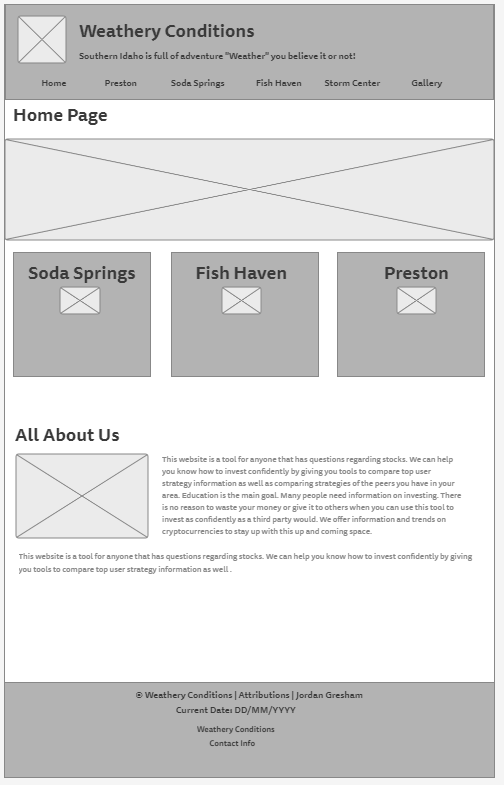 Weathery Conditions
Southern Idaho is full of adventure "Weather" you believe it or not!
Home Preston Soda Springs Fish Haven Storm Center Gallery
Home Page
Soda Springs Fish Haven Preston
All About Us
This website is a tool for anyone that has questions regarding stocks. We can help
you know how to invest confidently by giving you tools to compare top user
strategy information as well as comparing strategies of the peers you have in your
area. Education is the main goal. Many people need information on investing. There
is no reason to waste your money or give it to others when you can use this tool to
invest as confidently as a third party would. We offer information and trends on
cryptocurrencies to stay up with this up and coming space.
This website is a tool for anyone that has questions regarding stocks. We can help you know how to invest confidently by giving
you tools to compare top user strategy information as well .
© Weathery Conditions | Attributions | Jordan Gresham
Current Date: DD/MM/YYYY
Weathery Conditions
Contact Info